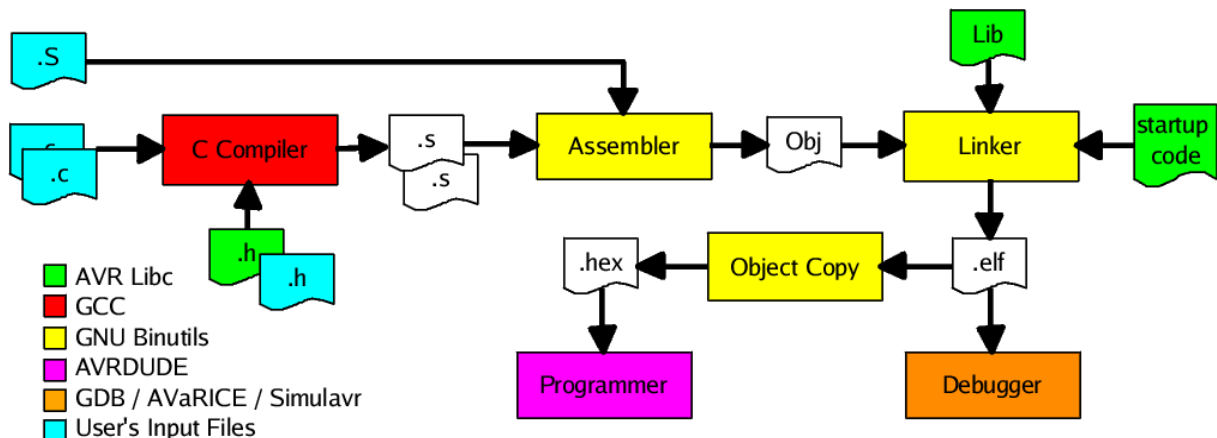 .S
Lib
.c
.c
C Compiler
.s
.s
Assembler
Obj
Linker
startup
code
.h
.h
.hex
Object Copy
.elf
Programmer
Debugger
AVR Libc
GCC
GNU Binutils
AVRDUDE
GDB / AVaRICE / Simulavr
User's Input Files